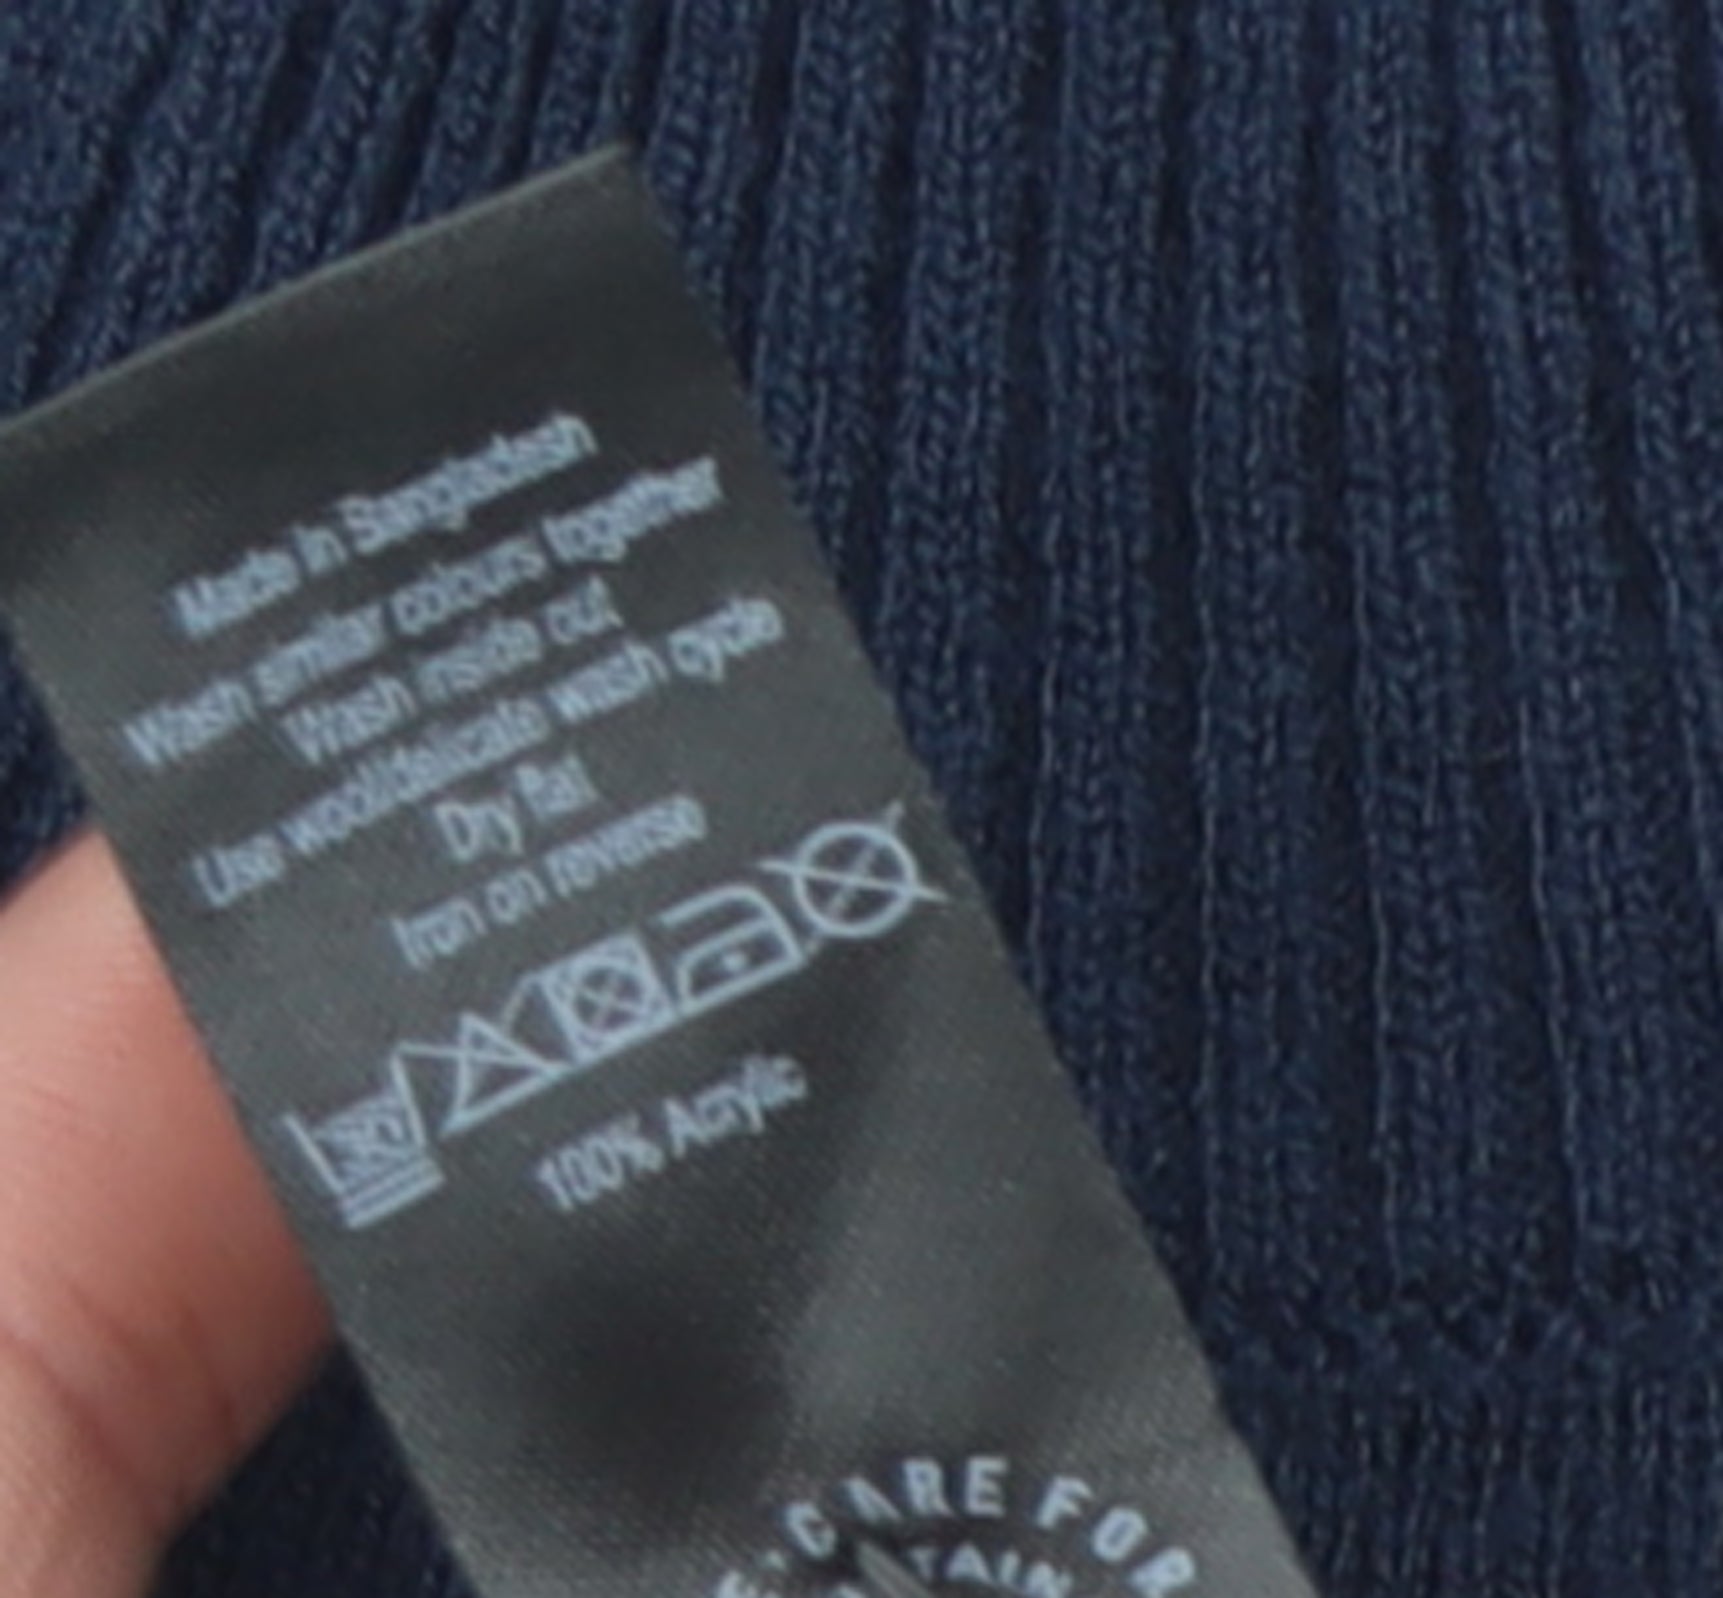 Made in Bangladesh
Wash similar colours together
Wash inside out
Use wool/delicate wash cycle
Dry flat
Iron on reverse
100% Acrylic
CARE FOR